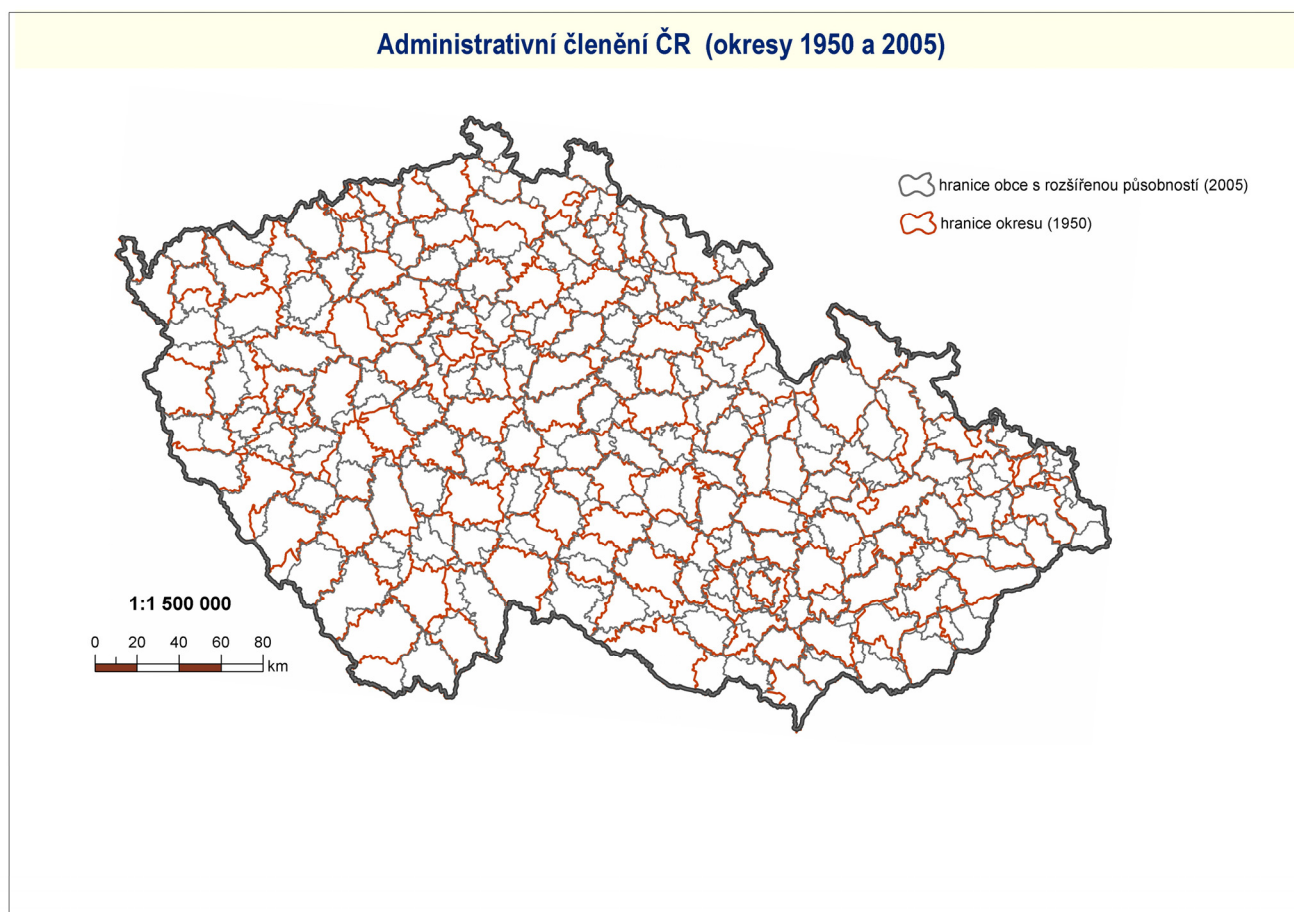 Administrativní členění ČR (okresy 1950 a 2005)
hranice obce s rozšířenou působností (2005)
hranice okresu (1950)
1:1 500 000
0 20 40 60 80
km